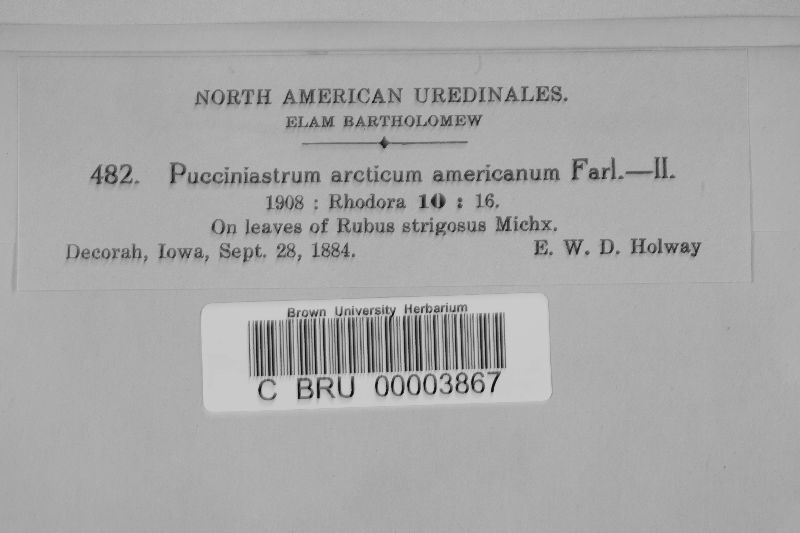 NORTH AMERICAN UREDINALES.
ELAM BARTHOLOMEW
482. Pucciniastrum arcticum americanum Farl.—II.
1908 : Rhodora 10 : 16.
On leaves of Rubus strigosus Michx.
Decorah, Iowa, Sept. 28, 1884. E. W. D. Holway
Brown University Herbarium
C BRU 00003867